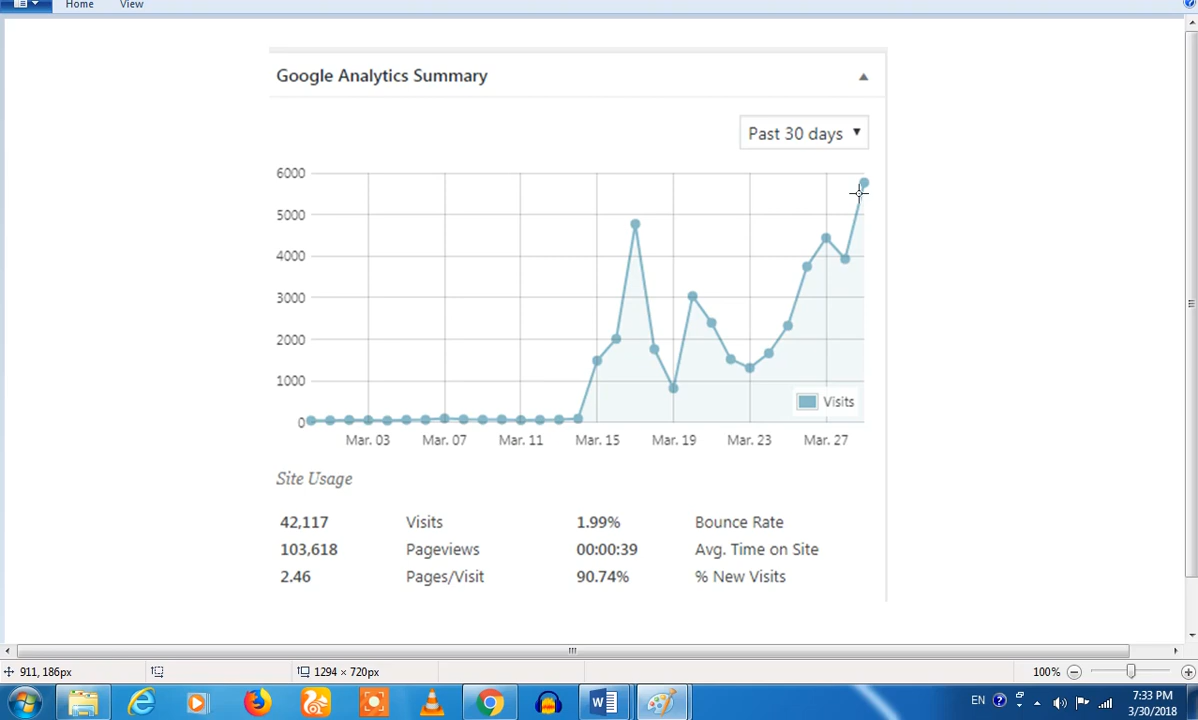 Home View
Google Analytics Summary
Past 30 days
6000
5000
4000
3000
2000
1000
0
Visits
Mar. 03 Mar. 07 Mar. 11 Mar. 15 Mar. 19 Mar. 23 Mar. 27
Site Usage
42,117 Visits 1.99% Bounce Rate
103,618 Pageviews 00:00:39 Avg. Time on Site
2.46 Pages/Visit 90.74% % New Visits
911, 186px 1294 × 720px 100%
EN 7:33 PM
3/30/2018